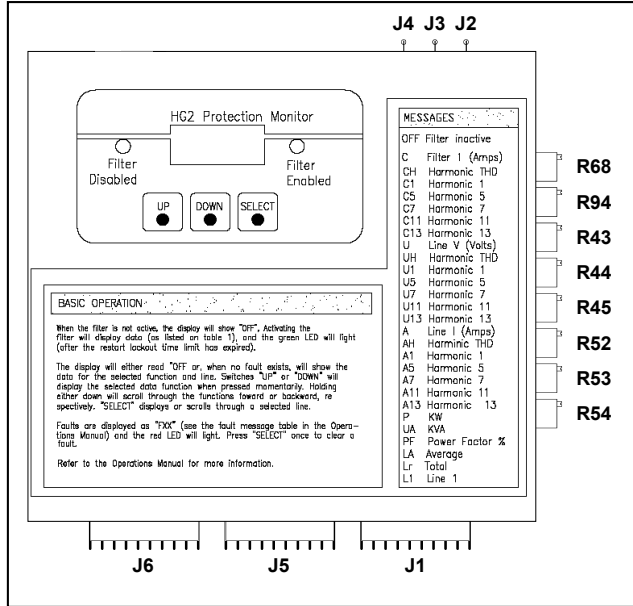 J4 J3 J2
HG2 Protection Monitor
Filter
Disabled
Filter
Enabled
UP DOWN SELECT
MESSAGES
OFF Filter inactive
C Filter 1 (Amps)
CH Harmonic THD
C1 Harmonic 1
C5 Harmonic 5
C7 Harmonic 7
C11 Harmonic 11
C13 Harmonic 13
U Line V (Volts)
UH Harmonic THD
U1 Harmonic 1
U5 Harmonic 5
U7 Harmonic 7
U11 Harmonic 11
U13 Harmonic 13
A Line I (Amps)
AH Harminic THD
A1 Harmonic 1
A5 Harmonic 5
A7 Harmonic 7
A11 Harmonic 11
A13 Harmonic 13
P KW
UA KVA
PF Power Factor %
LA Average
Lr Total
L1 Line 1
R68
R94
R43
R44
R45
R52
R53
R54
BASIC OPERATION
When the filter is not active, the display will show "OFF". Activating the
filter will display data (as listed on table 1), and the green LED will light
(after the restart lockout time limit has expired).
The display will either read "OFF or, when no fault exists, will show the
data for the selected function and line. Switches "UP" or "DOWN" will
display the selected data function when pressed momentarily. Holding
either down will scroll through the functions foward or backward, re
spectively. "SELECT" displays or scrolls through a selected line.
Faults are displayed as "FXX" (see the fault message table in the Opera-
tions Manual) and the red LED will light. Press "SELECT" once to clear a
fault.
Refer to the Operations Manual for more information.
J6 J5 J1